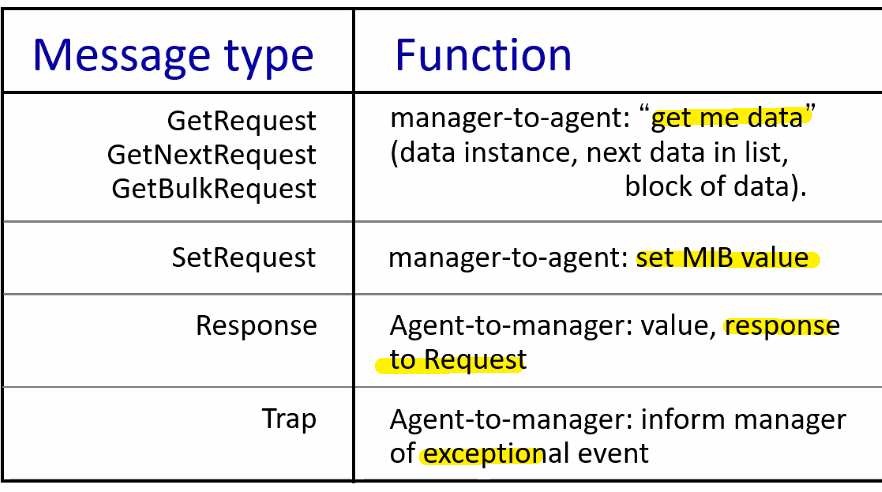 Message type
Function
GetRequest
GetNextRequest
GetBulkRequest
manager-to-agent: “get me data”
(data instance, next data in list,
block of data).
SetRequest
manager-to-agent: set MIB value
Response
Agent-to-manager: value, response
to Request
Trap
Agent-to-manager: inform manager
of exceptional event